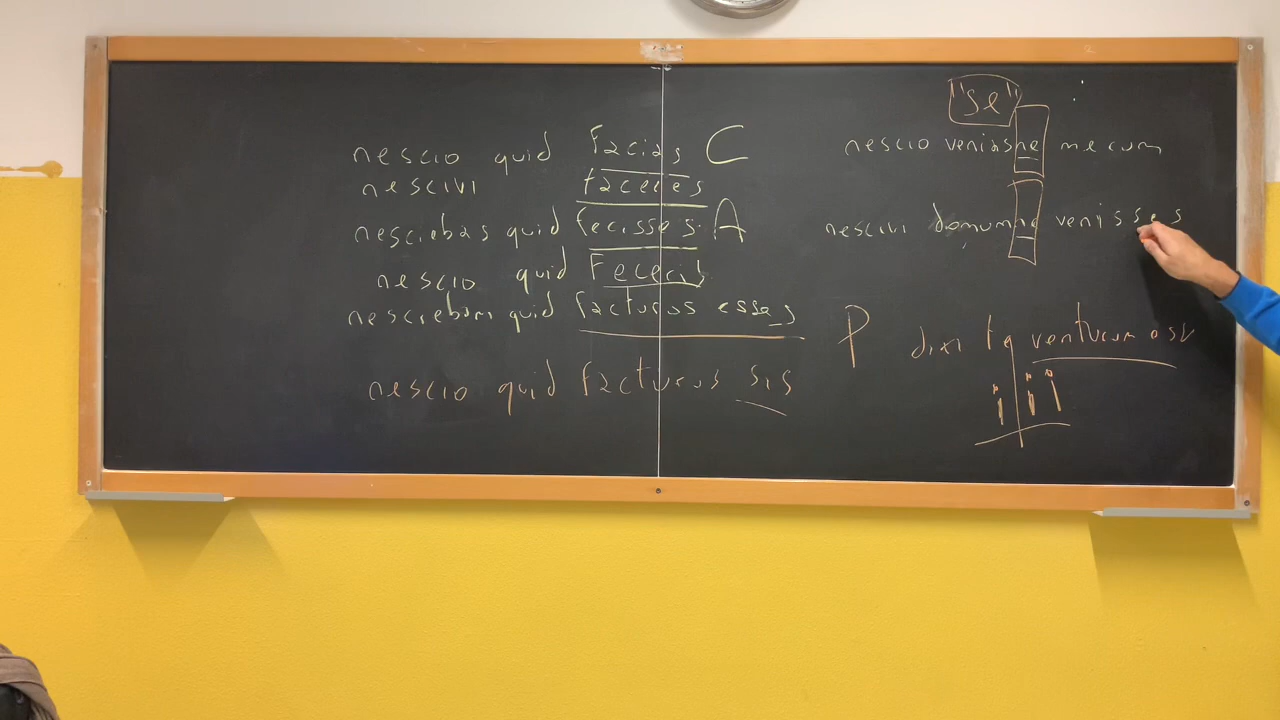 nescio quid facias C
nescivi faceres
nesciebas quid fecisses A
nescio quid feceris
nesciebam quid facturus esses
nescio quid facturus sis
"se"
nescio veniasne mecum
nescivi domumne venisses
P dixi te venturum esse